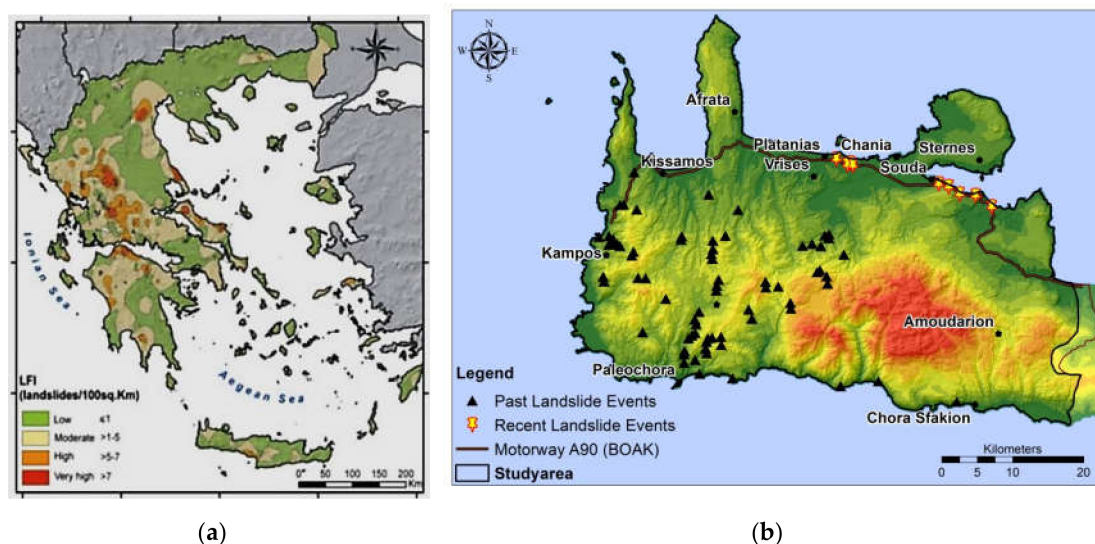 N
W E
S
Ionian Sea
Aegean Sea
LFI
(landslides/100sq.Km)
Low ≤1
Moderate >1-5
High >5-7
Very high >7
0 50 100 150 200
Km
(a)
N
W E
S
Afrata
Platanias
Chania
Sternes
Kissamos
Vrises
Souda
Kampos
Amoudarion
Paleochora
Chora Sfakion
Legend
Past Landslide Events
Recent Landslide Events
Motorway A90 (BOAK)
Studyarea
Kilometers
0 5 10 20
(b)